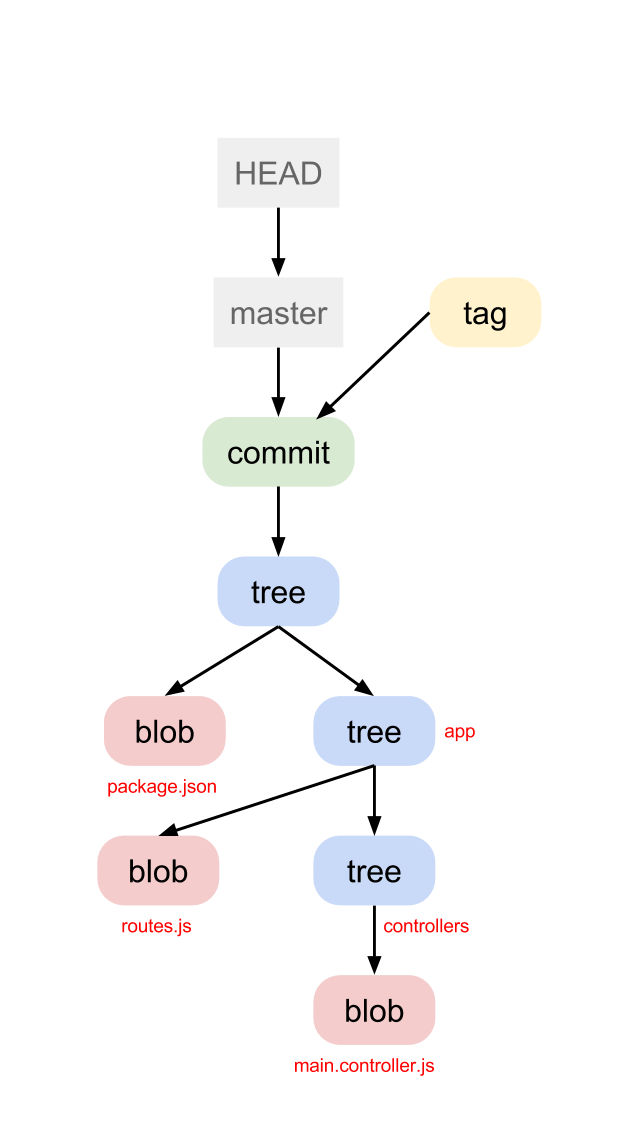 HEAD
master
tag
commit
tree
blob
tree
app
package.json
blob
tree
routes.js
controllers
blob
main.controller.js